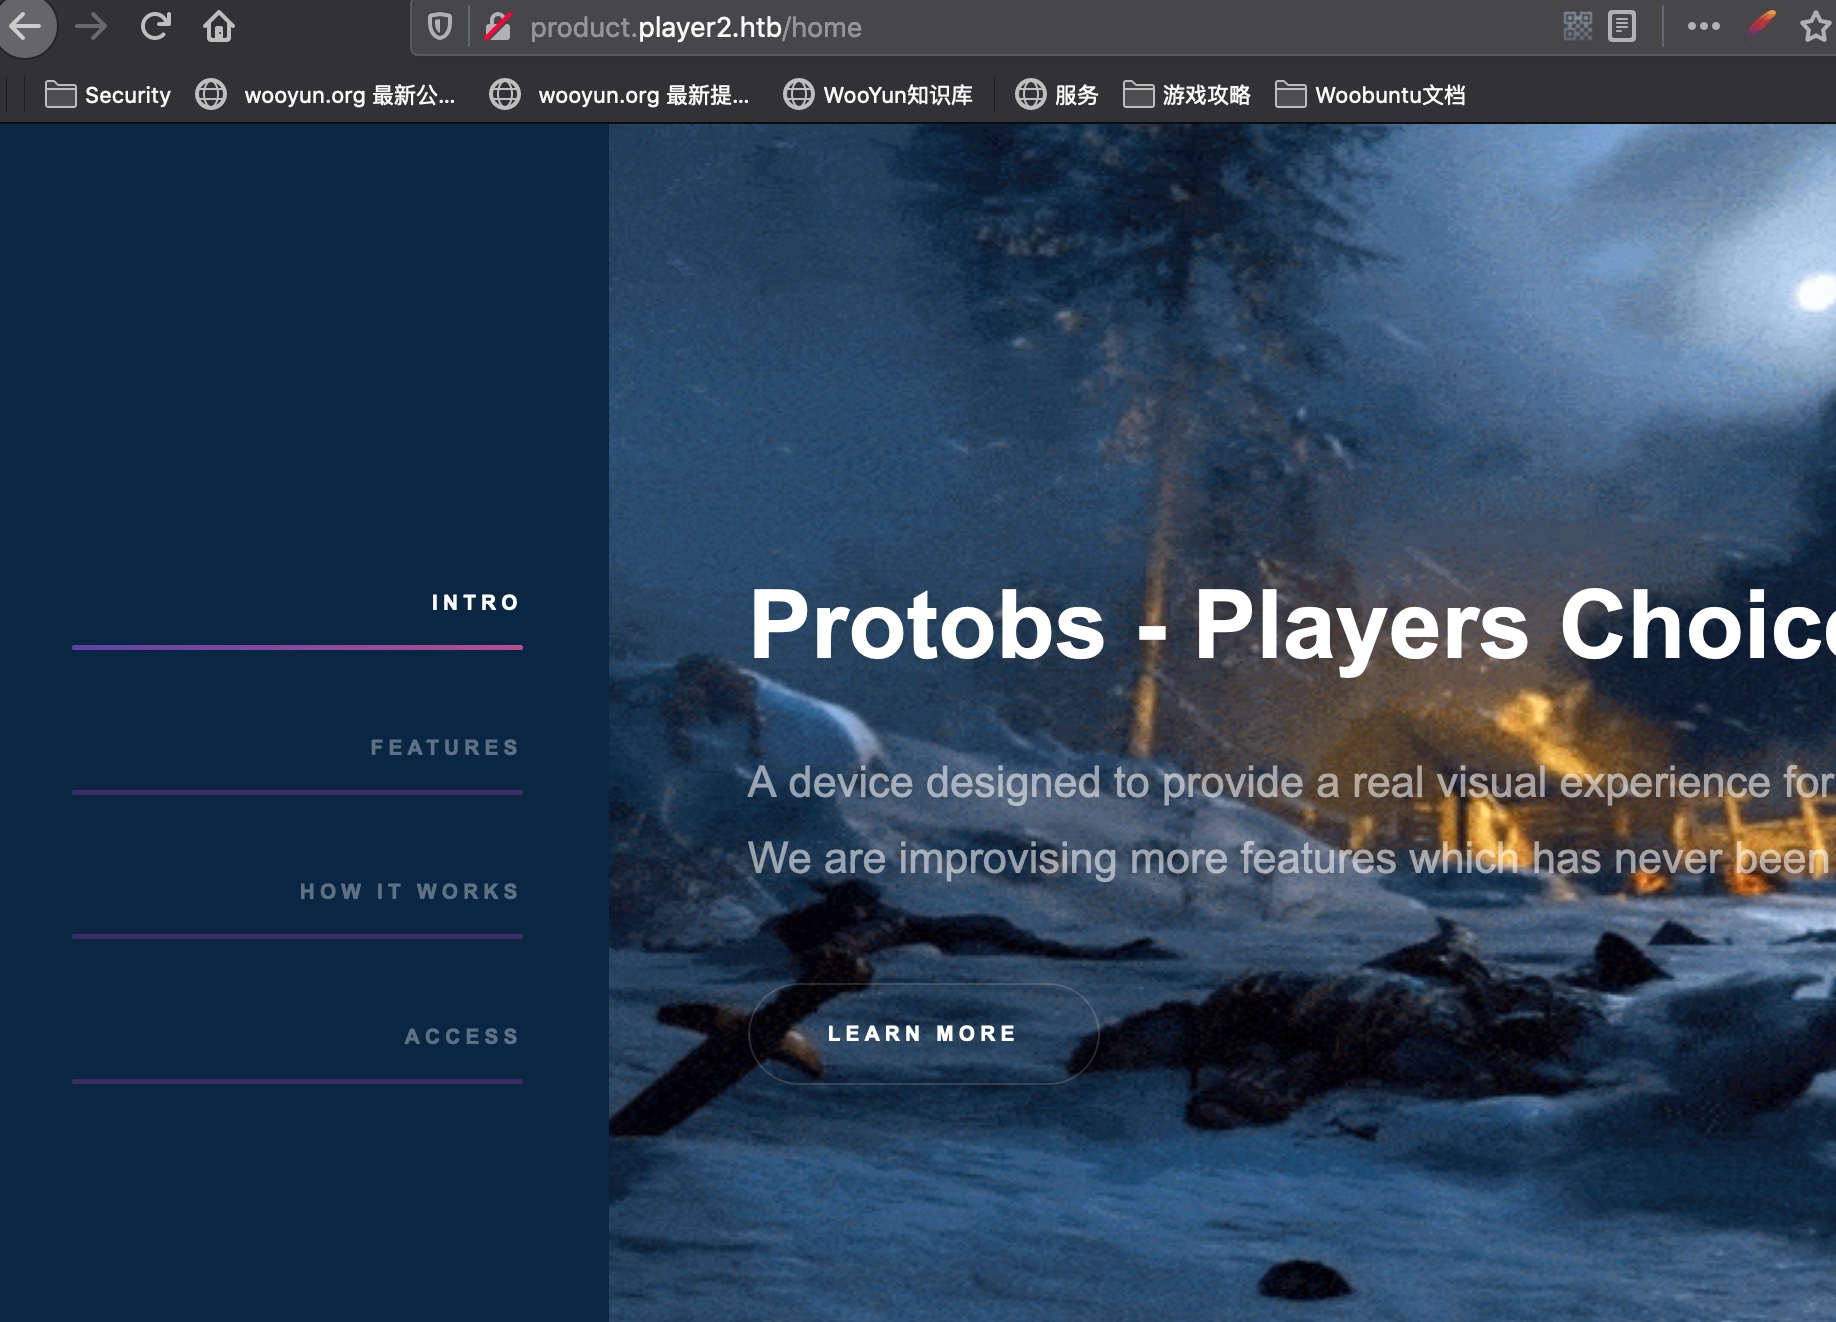 product.player2.htb/home
Security
wooyun.org 最新公...
wooyun.org 最新提...
WooYun知识库
服务
游戏攻略
Woobuntu文档
INTRO
FEATURES
HOW IT WORKS
ACCESS
Protobs - Players Choice
A device designed to provide a real visual experience for
We are improvising more features which has never been
LEARN MORE